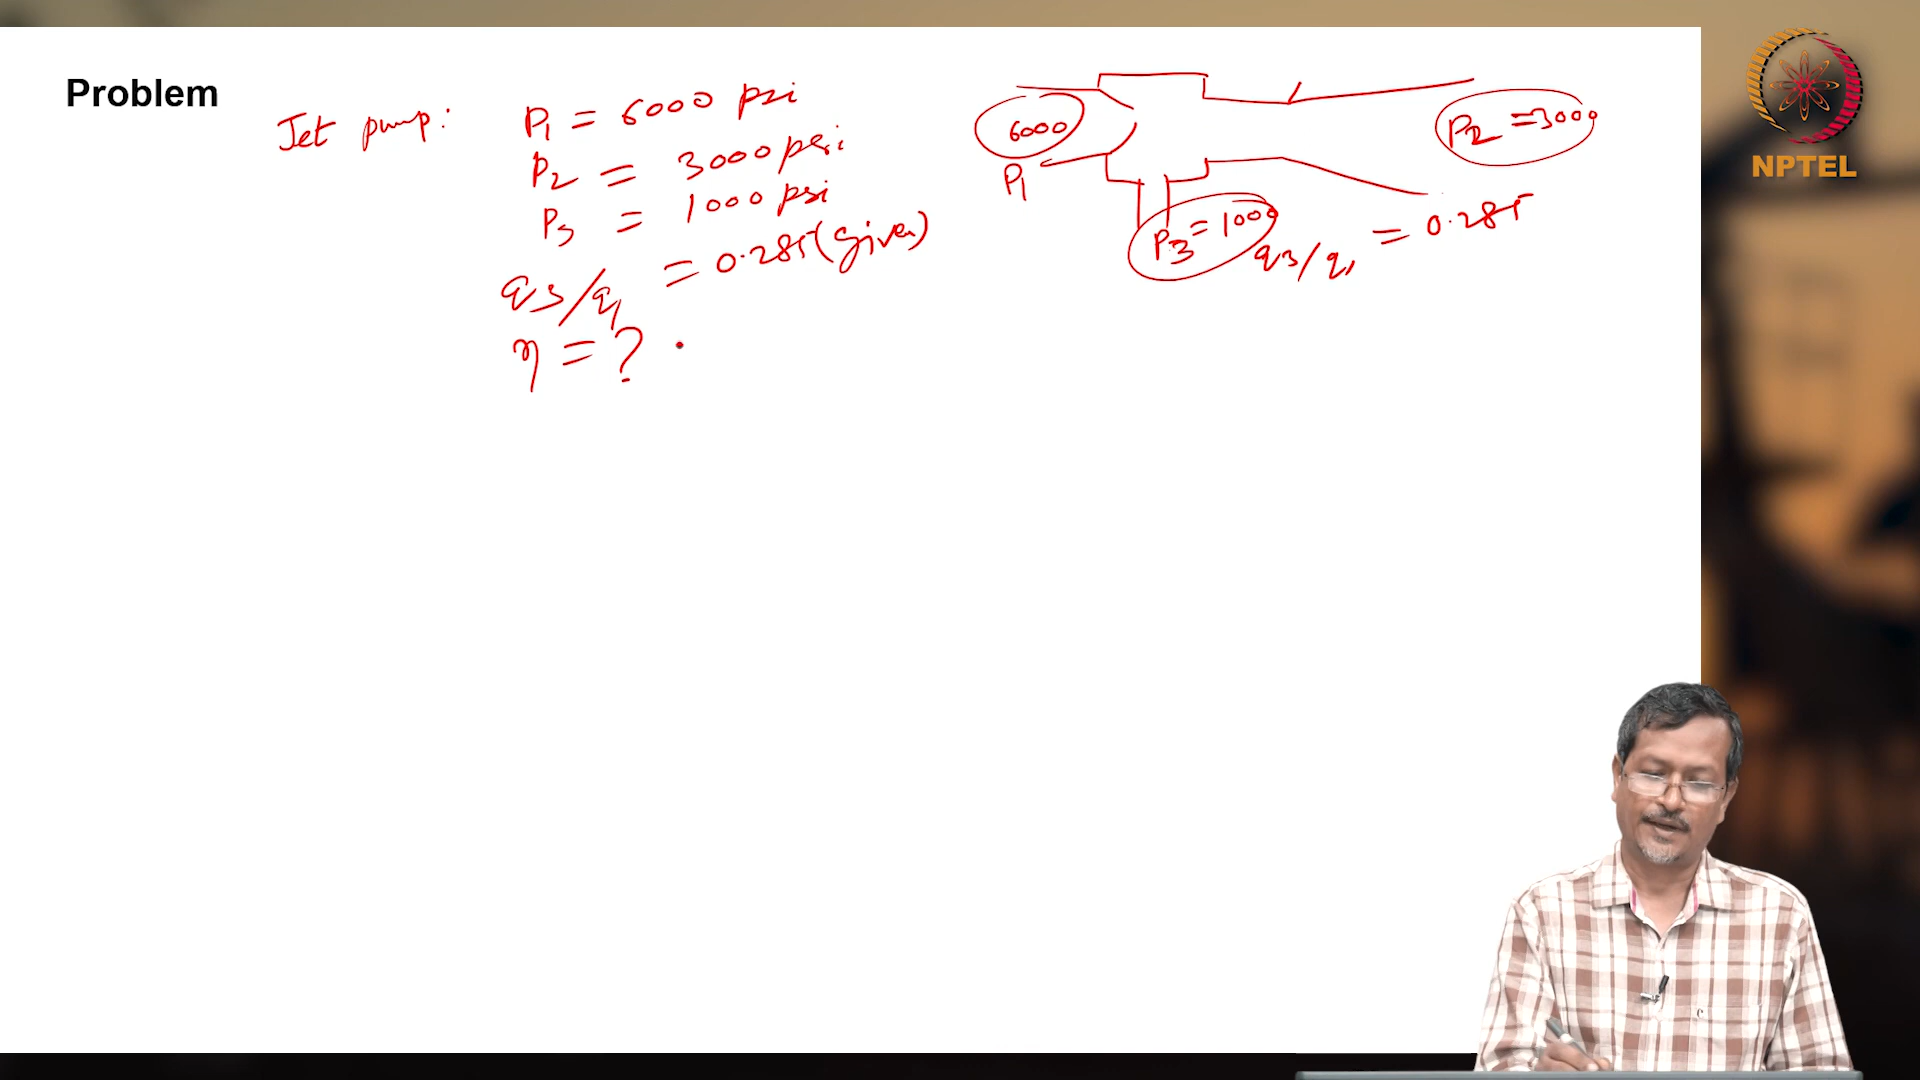 Problem
Jet pump:
P1 = 6000 psi
P2 = 3000 psi
P3 = 1000 psi
q3/q1 = 0.285 (Given)
η = ?
6000
P1
P2 = 3000
P3 = 1000
q3/q1 = 0.285
NPTEL